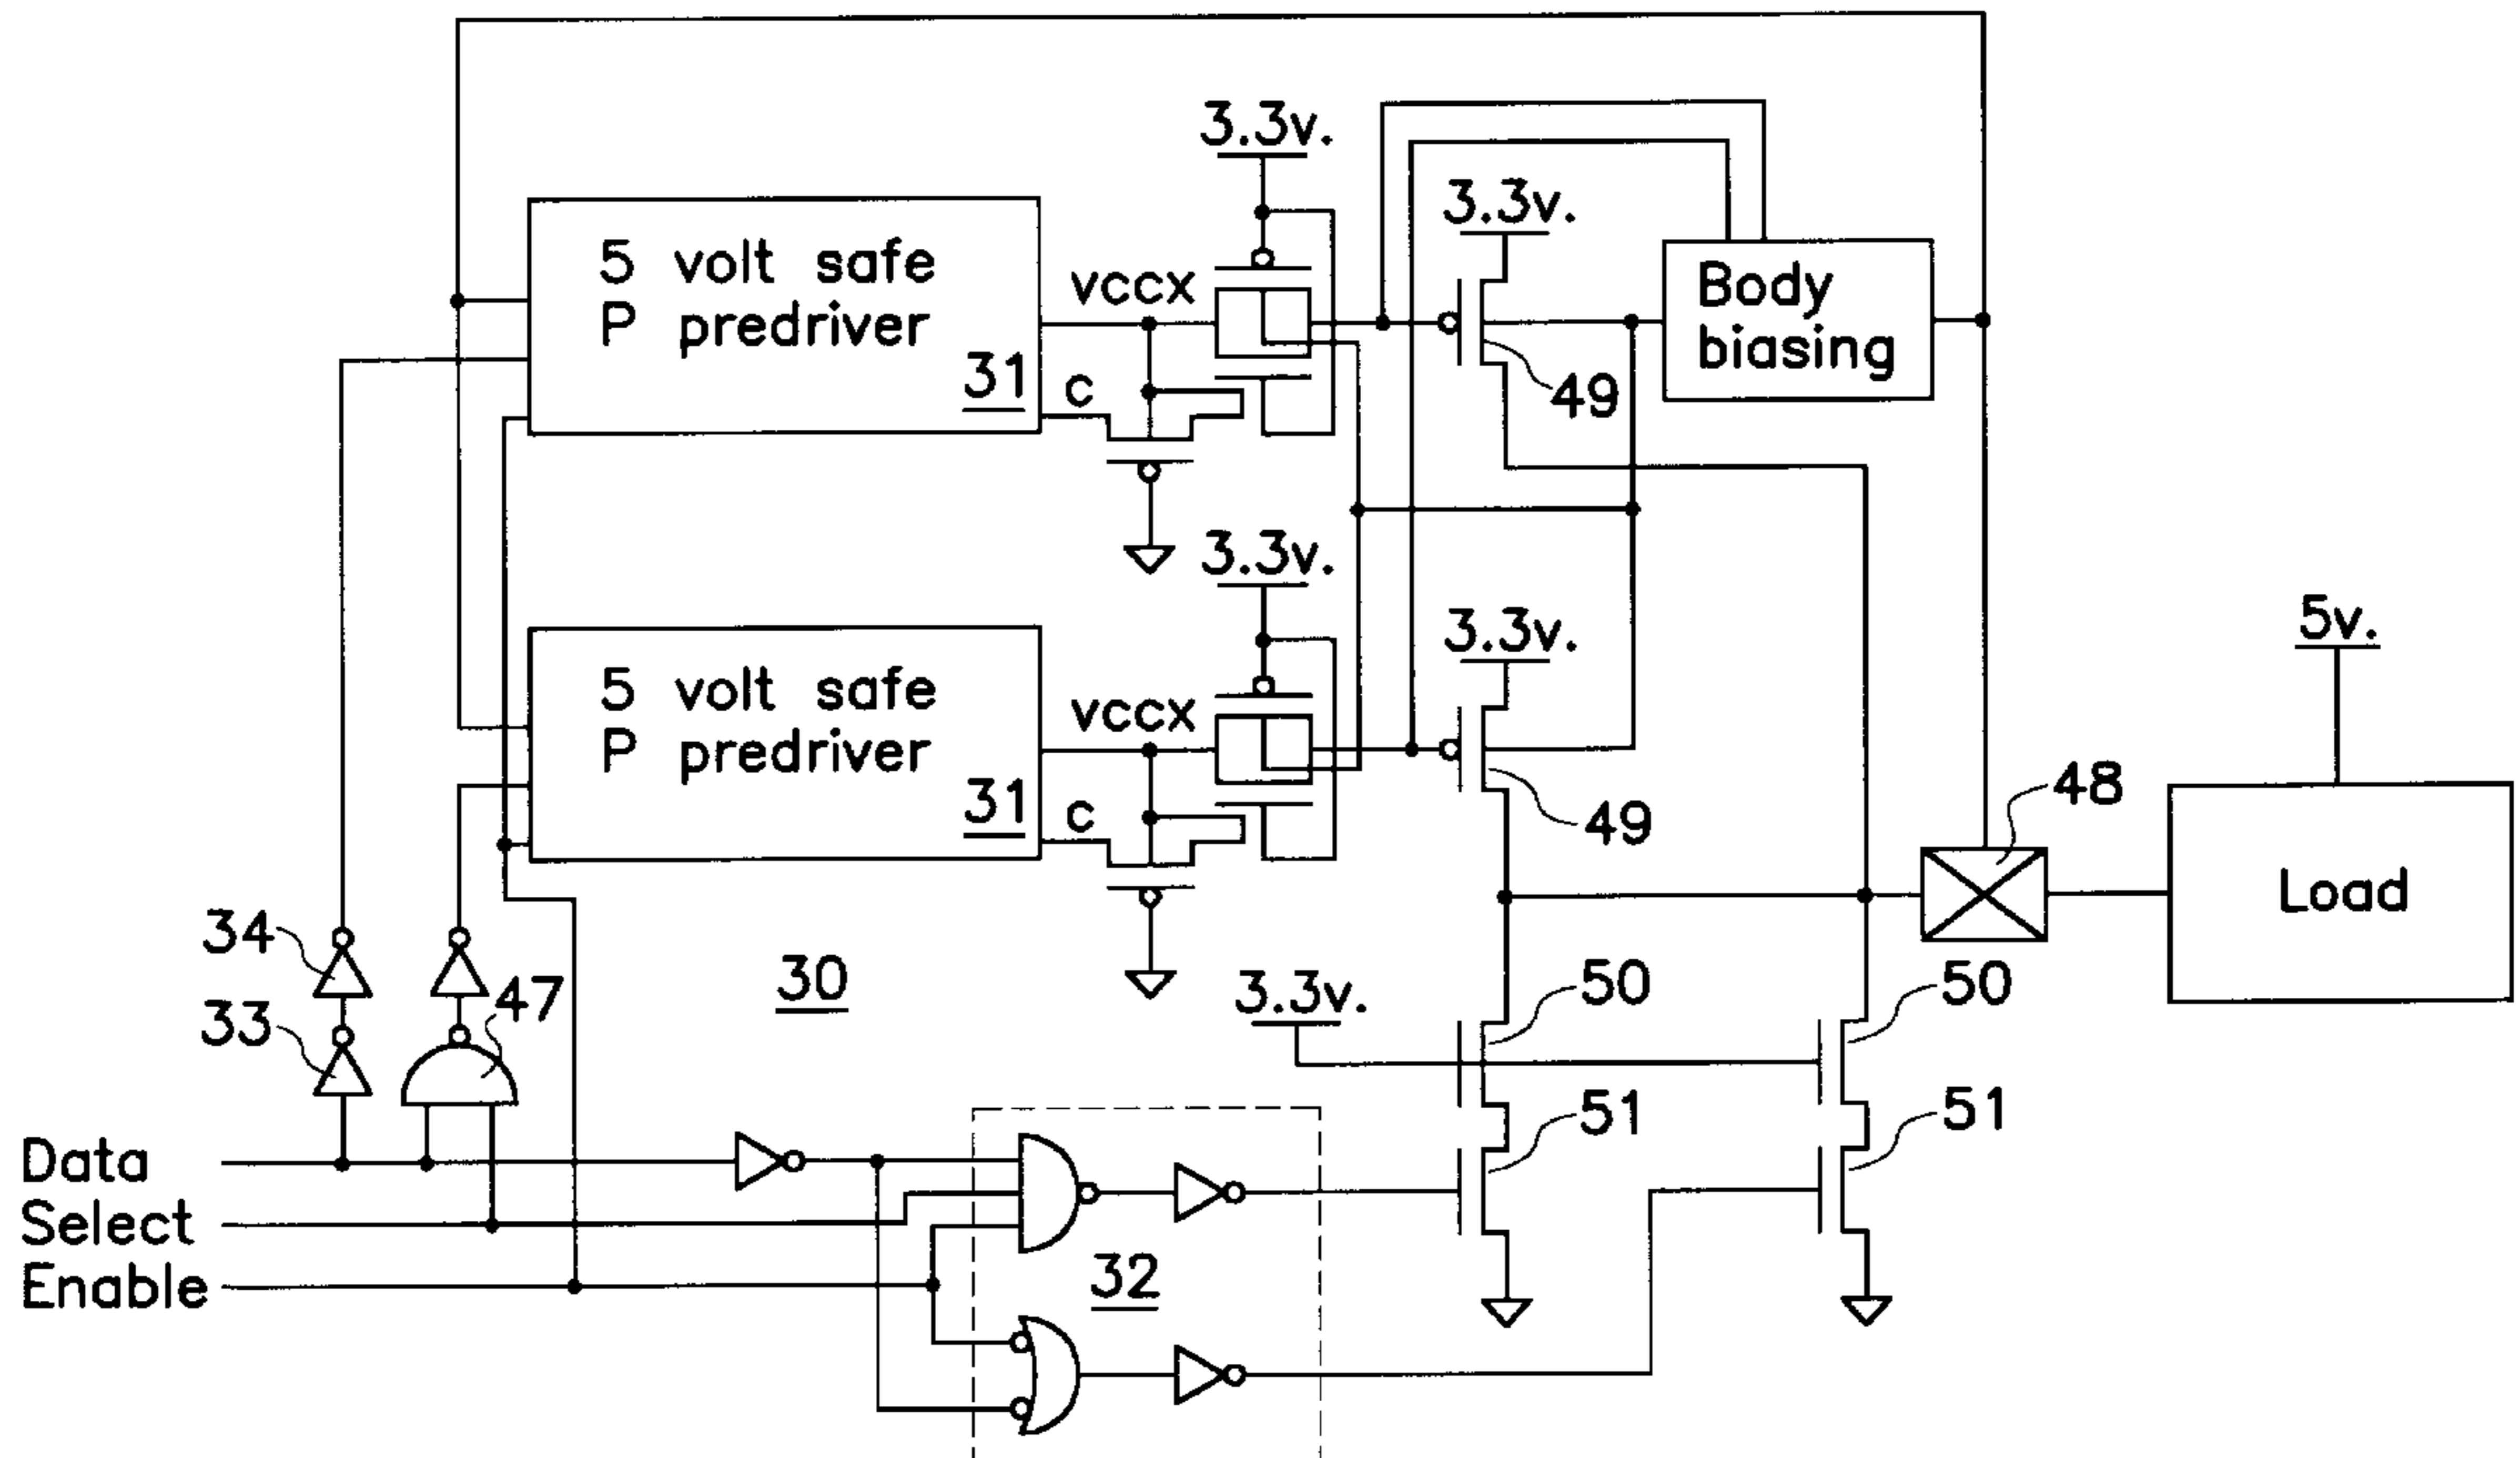 3.3v.
3.3v.
5 volt safe
P predriver
31
vccx
c
Body
biasing
49
3.3v.
3.3v.
5v.
5 volt safe
P predriver
31
vccx
c
49
48
Load
34
33
47
30
3.3v.
50
50
51
51
Data
Select
Enable
32